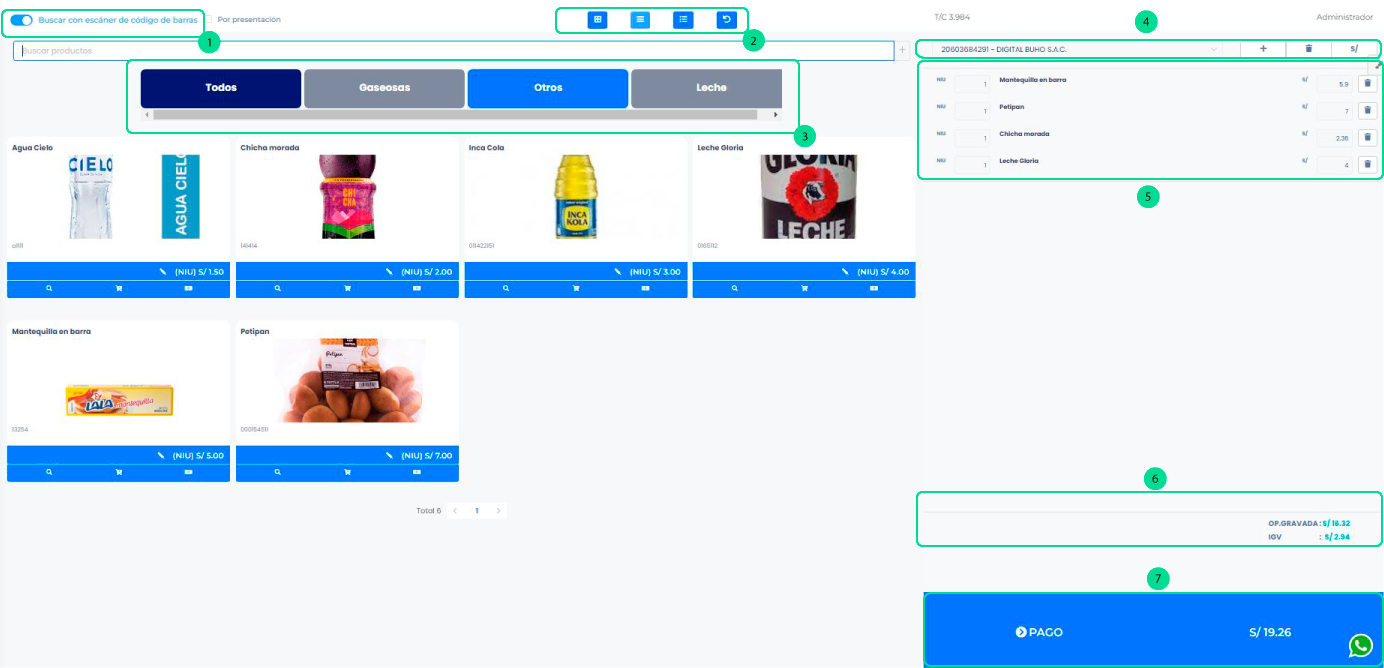 Buscar con escáner de código de barras
Por presentación
T/C 3.984
Administrador
1
2
4
Buscar productos
+
20603684291 - DIGITAL BUHO S.A.C.
+
S/
Todos
Gaseosas
Otros
Leche
3
NIU 1 Mantequilla en barra S/ 5.9
NIU 1 Petipan S/ 7
NIU 1 Chicha morada S/ 2.36
NIU 1 Leche Gloria S/ 4
5
Agua Cielo
CIELO
AGUA CIELO
(NIU) S/ 1.50
Chicha morada
CHI
CHA
141414
(NIU) S/ 2.00
Inca Cola
INCA
KOLA
(NIU) S/ 3.00
Leche Gloria
GLORIA
LECHE
(NIU) S/ 4.00
Mantequilla en barra
LALA
mantequilla
13254
(NIU) S/ 5.00
Petipan
Petipan
(NIU) S/ 7.00
Total 6
1
6
OP.GRAVADA : S/ 16.32
IGV : S/ 2.94
7
PAGO
S/ 19.26